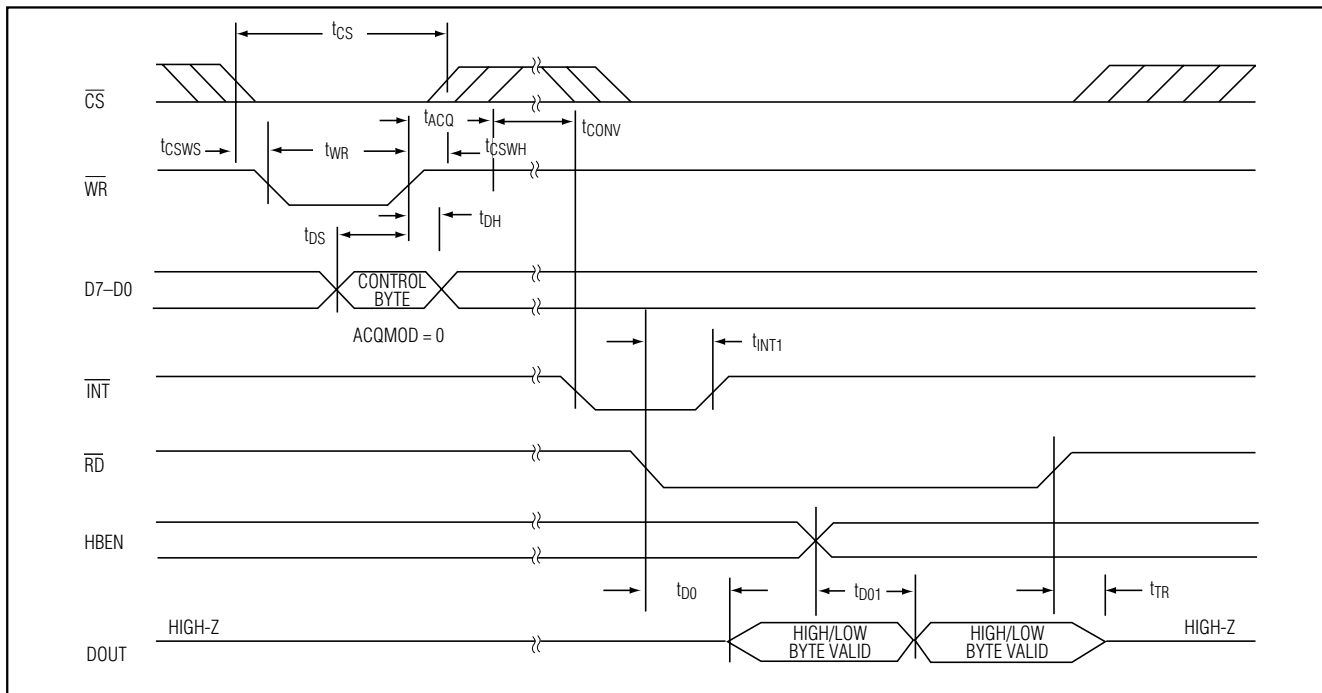 tCS
CS
tACQ
tCONV
tCSWS
tWR
tCSWH
WR
tDH
tDS
D7–D0
CONTROL
BYTE
ACQMOD = 0
tINT1
INT
RD
HBEN
tD0
tD01
tTR
HIGH-Z
HIGH/LOW
BYTE VALID
HIGH/LOW
BYTE VALID
HIGH-Z
DOUT